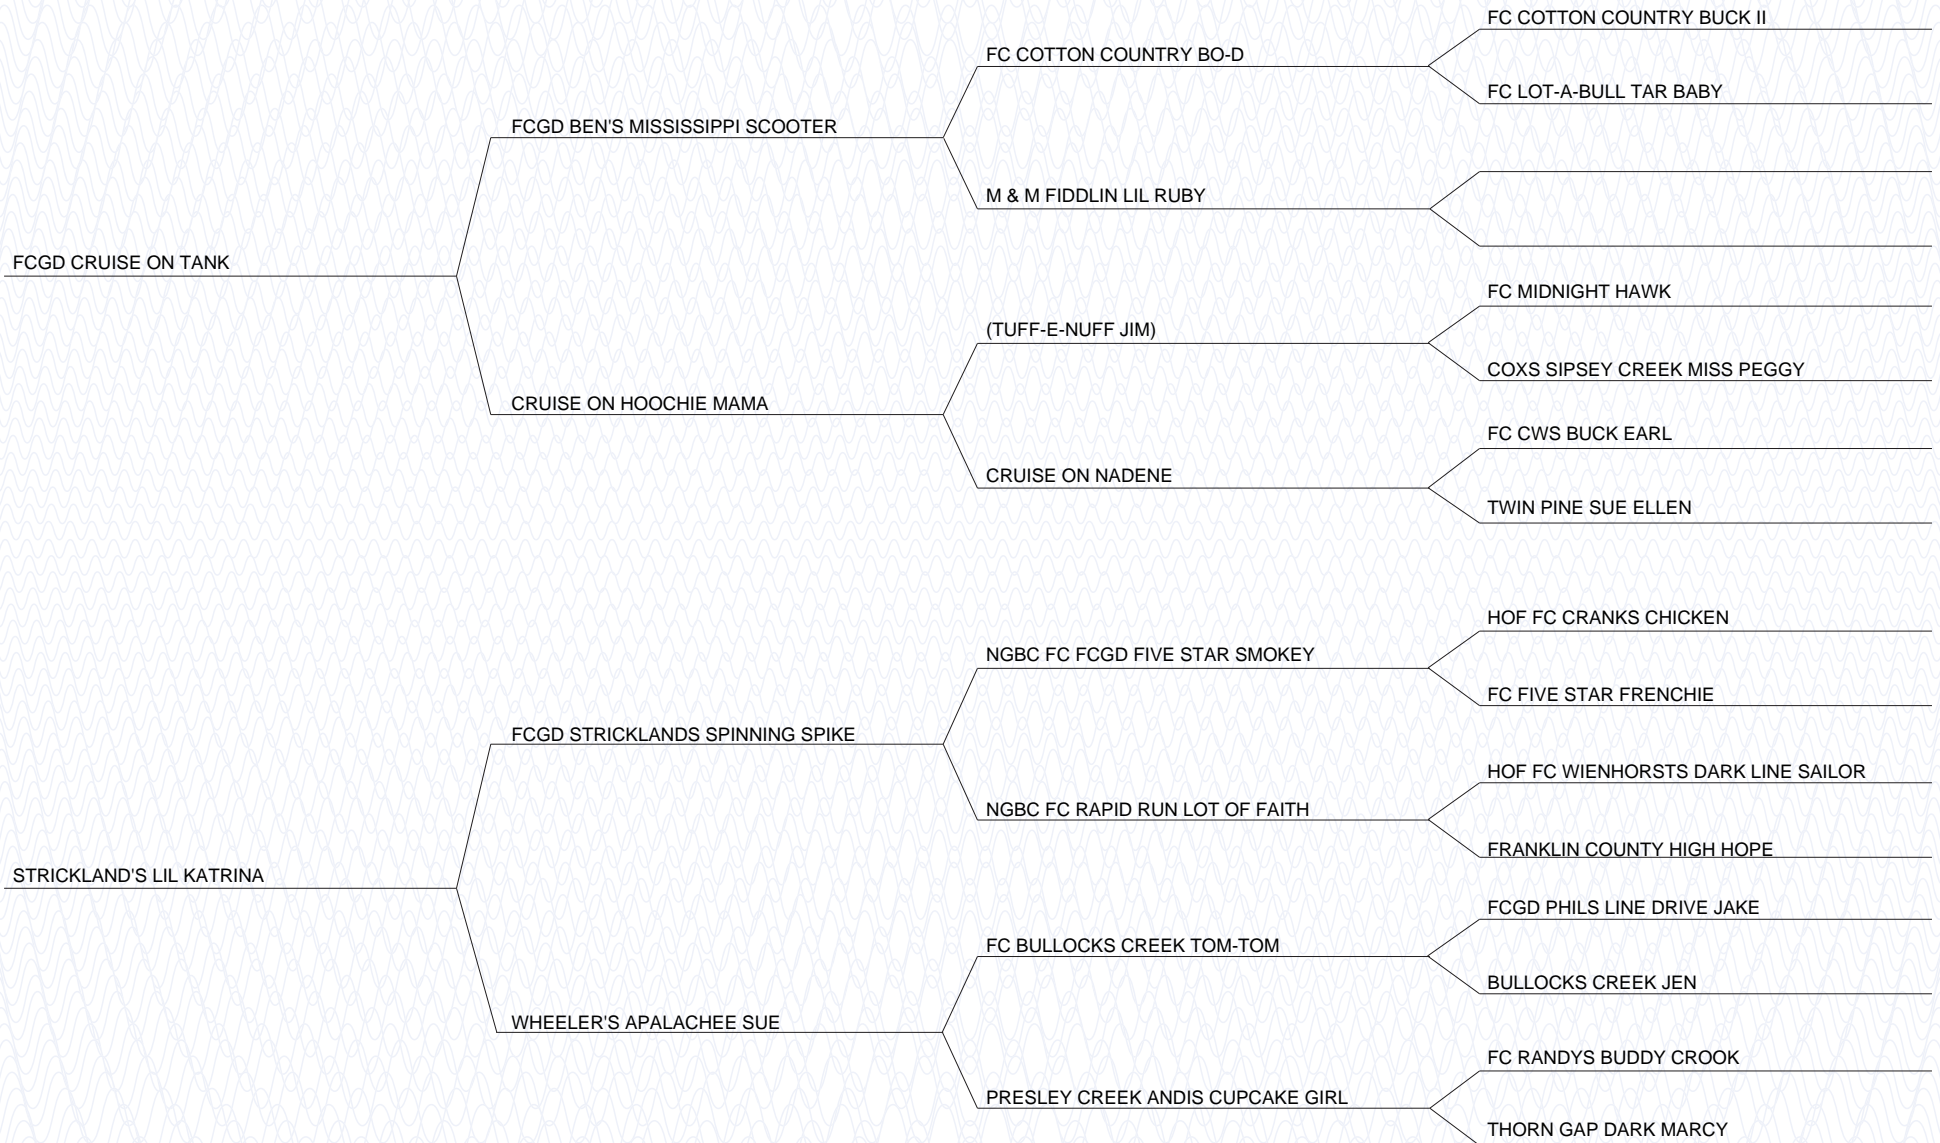 FC COTTON COUNTRY BUCK II
FC COTTON COUNTRY BO-D
FC LOT-A-BULL TAR BABY
FCGD BEN'S MISSISSIPPI SCOOTER
M & M FIDDLIN LIL RUBY
FCGD CRUISE ON TANK
FC MIDNIGHT HAWK
(TUFF-E-NUFF JIM)
COXS SIPSEY CREEK MISS PEGGY
CRUISE ON HOOCHIE MAMA
FC CWS BUCK EARL
CRUISE ON NADENE
TWIN PINE SUE ELLEN
HOF FC CRANKS CHICKEN
NGBC FC FCGD FIVE STAR SMOKEY
FC FIVE STAR FRENCHIE
FCGD STRICKLANDS SPINNING SPIKE
HOF FC WIENHORSTS DARK LINE SAILOR
NGBC FC RAPID RUN LOT OF FAITH
FRANKLIN COUNTY HIGH HOPE
STRICKLAND'S LIL KATRINA
FCGD PHILS LINE DRIVE JAKE
FC BULLOCKS CREEK TOM-TOM
BULLOCKS CREEK JEN
WHEELER'S APALACHEE SUE
FC RANDYS BUDDY CROOK
PRESLEY CREEK ANDIS CUPCAKE GIRL
THORN GAP DARK MARCY